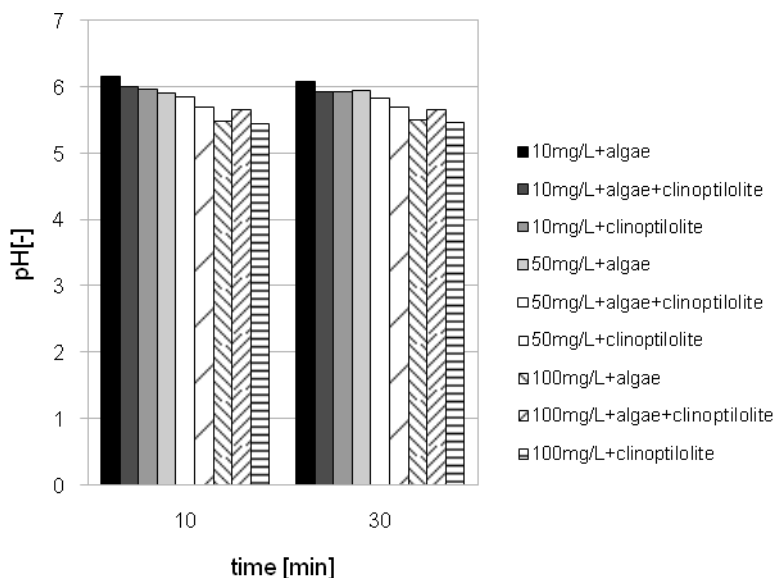 7
6
5
4
3
2
1
0
pH[-]
10
30
time [min]
10mg/L+algae
10mg/L+algae+clinoptilolite
10mg/L+clinoptilolite
50mg/L+algae
50mg/L+algae+clinoptilolite
50mg/L+clinoptilolite
100mg/L+algae
100mg/L+algae+clinoptilolite
100mg/L+clinoptilolite